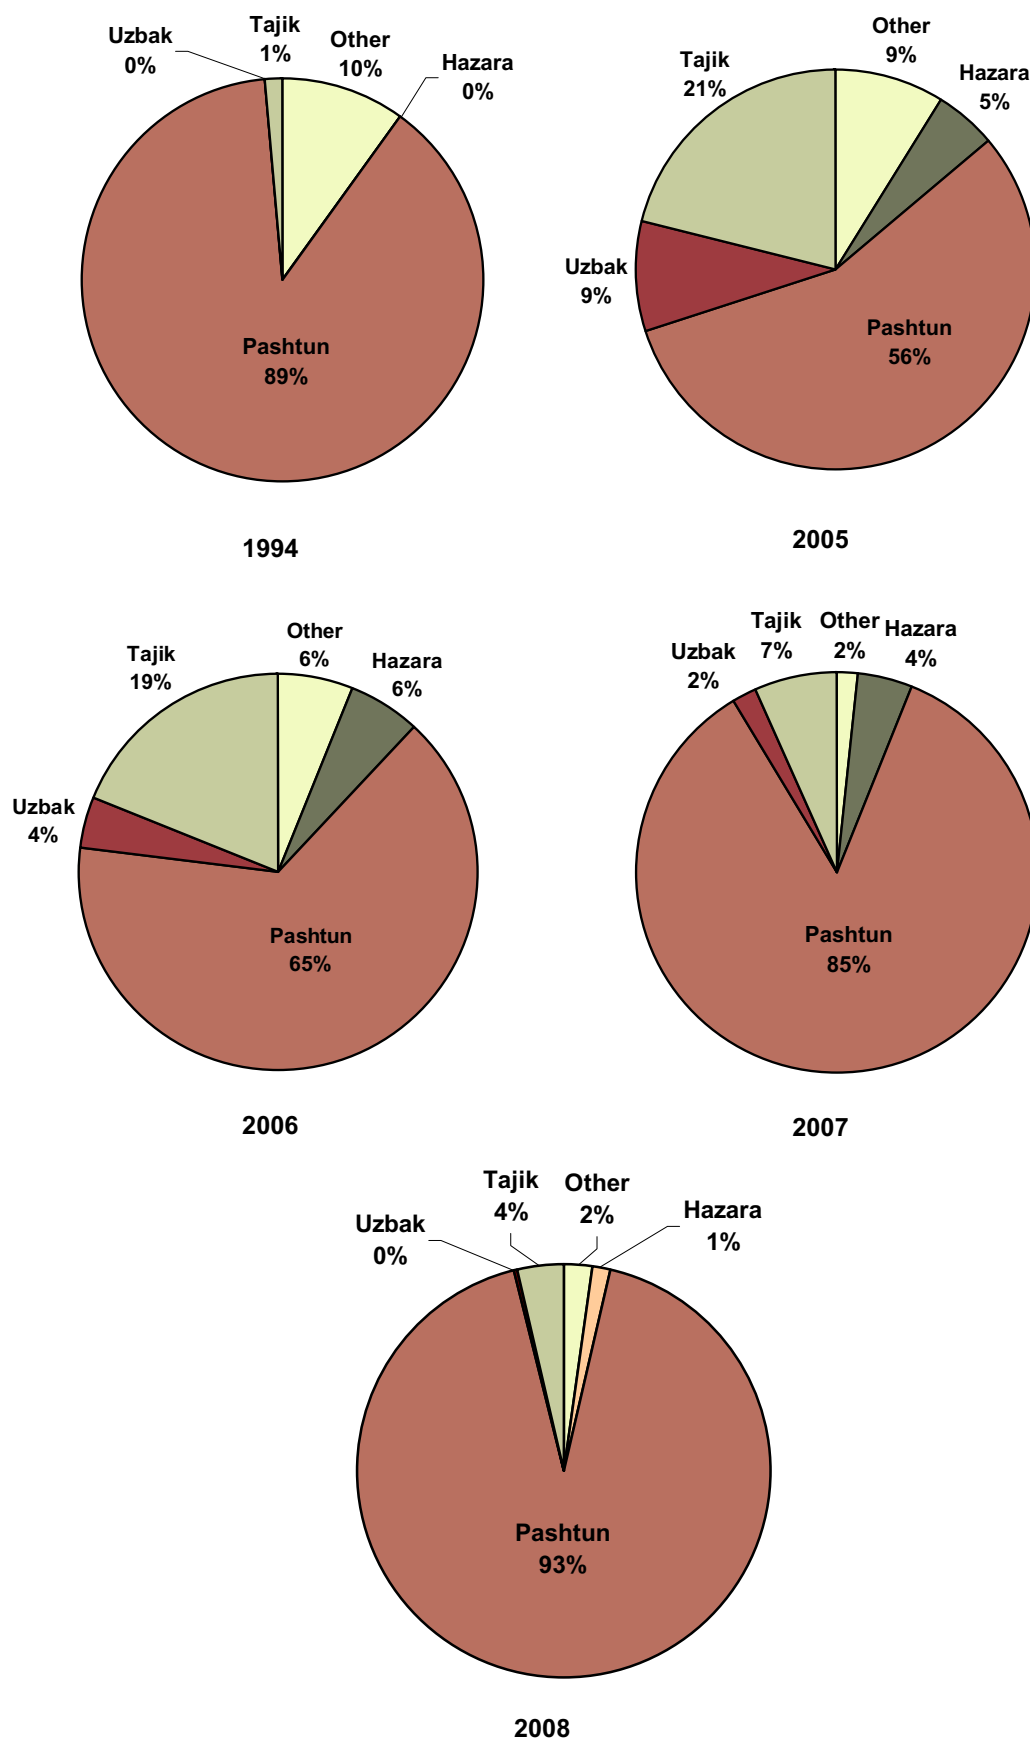 Uzbak
0%
Tajik
1%
Other
10%
Hazara
0%
Pashtun
89%
1994
Tajik
21%
Other
9%
Hazara
5%
Uzbak
9%
Pashtun
56%
2005
Tajik
19%
Other
6%
Hazara
6%
Uzbak
4%
Pashtun
65%
2006
Uzbak
2%
Tajik
7%
Other
2%
Hazara
4%
Pashtun
85%
2007
Uzbak
0%
Tajik
4%
Other
2%
Hazara
1%
Pashtun
93%
2008